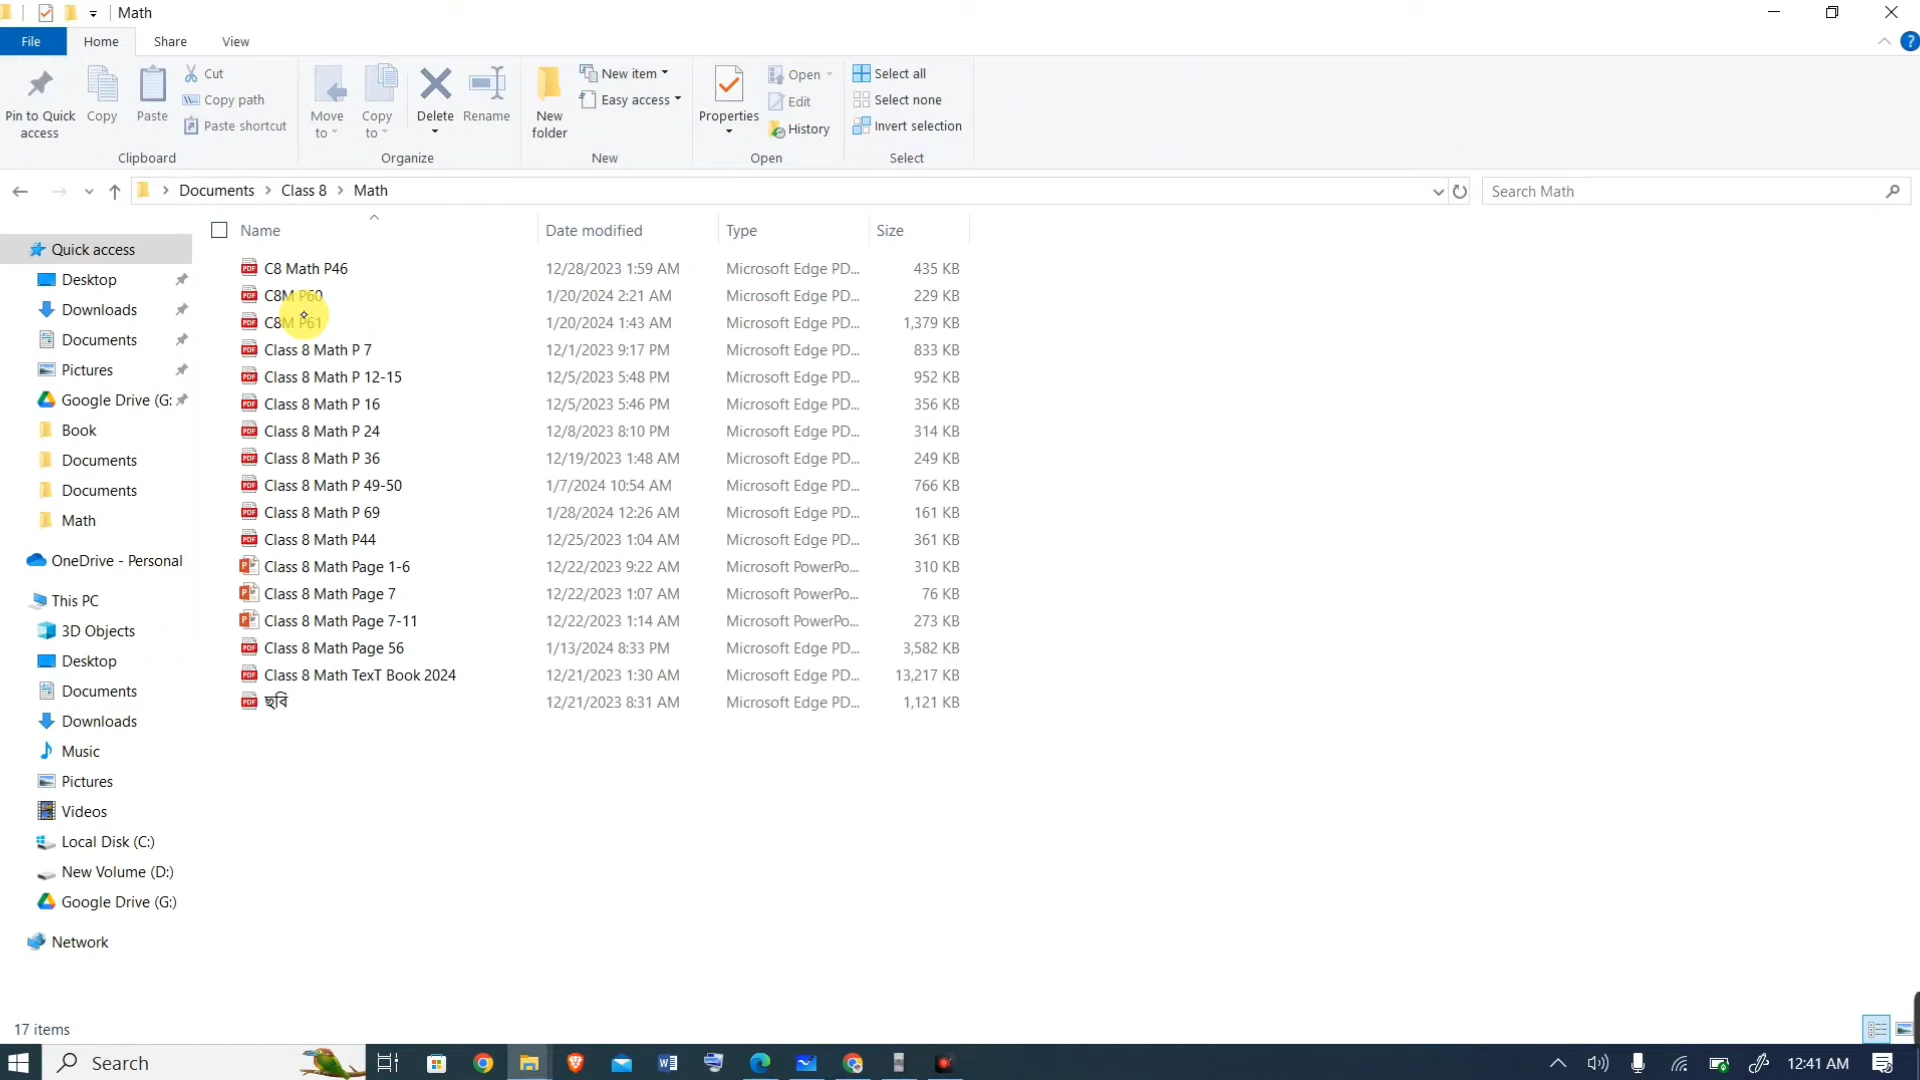 Math
File Home Share View
Pin to Quick access
Copy
Paste
Cut
Copy path
Paste shortcut
Clipboard
Move to
Copy to
Delete
Rename
Organize
New folder
New item
Easy access
New
Properties
Open
Edit
History
Open
Select all
Select none
Invert selection
Select
Documents > Class 8 > Math
Search Math
Name Date modified Type Size
C8 Math P46 12/28/2023 1:59 AM Microsoft Edge PD... 435 KB
C8M P60 1/20/2024 2:21 AM Microsoft Edge PD... 229 KB
C8M P61 1/20/2024 1:43 AM Microsoft Edge PD... 1,379 KB
Class 8 Math P 7 12/1/2023 9:17 PM Microsoft Edge PD... 833 KB
Class 8 Math P 12-15 12/5/2023 5:48 PM Microsoft Edge PD... 952 KB
Class 8 Math P 16 12/5/2023 5:46 PM Microsoft Edge PD... 356 KB
Class 8 Math P 24 12/8/2023 8:10 PM Microsoft Edge PD... 314 KB
Class 8 Math P 36 12/19/2023 1:48 AM Microsoft Edge PD... 249 KB
Class 8 Math P 49-50 1/7/2024 10:54 AM Microsoft Edge PD... 766 KB
Class 8 Math P 69 1/28/2024 12:26 AM Microsoft Edge PD... 161 KB
Class 8 Math P44 12/25/2023 1:04 AM Microsoft Edge PD... 361 KB
Class 8 Math Page 1-6 12/22/2023 9:22 AM Microsoft PowerPo... 310 KB
Class 8 Math Page 7 12/22/2023 1:07 AM Microsoft PowerPo... 76 KB
Class 8 Math Page 7-11 12/22/2023 1:14 AM Microsoft PowerPo... 273 KB
Class 8 Math Page 56 1/13/2024 8:33 PM Microsoft Edge PD... 3,582 KB
Class 8 Math TexT Book 2024 12/21/2023 1:30 AM Microsoft Edge PD... 13,217 KB
ছবি 12/21/2023 8:31 AM Microsoft Edge PD... 1,121 KB
Quick access
Desktop
Downloads
Documents
Pictures
Google Drive (G:
Book
Documents
Documents
Math
OneDrive - Personal
This PC
3D Objects
Desktop
Documents
Downloads
Music
Pictures
Videos
Local Disk (C:)
New Volume (D:)
Google Drive (G:)
Network
17 items
Search
12:41 AM